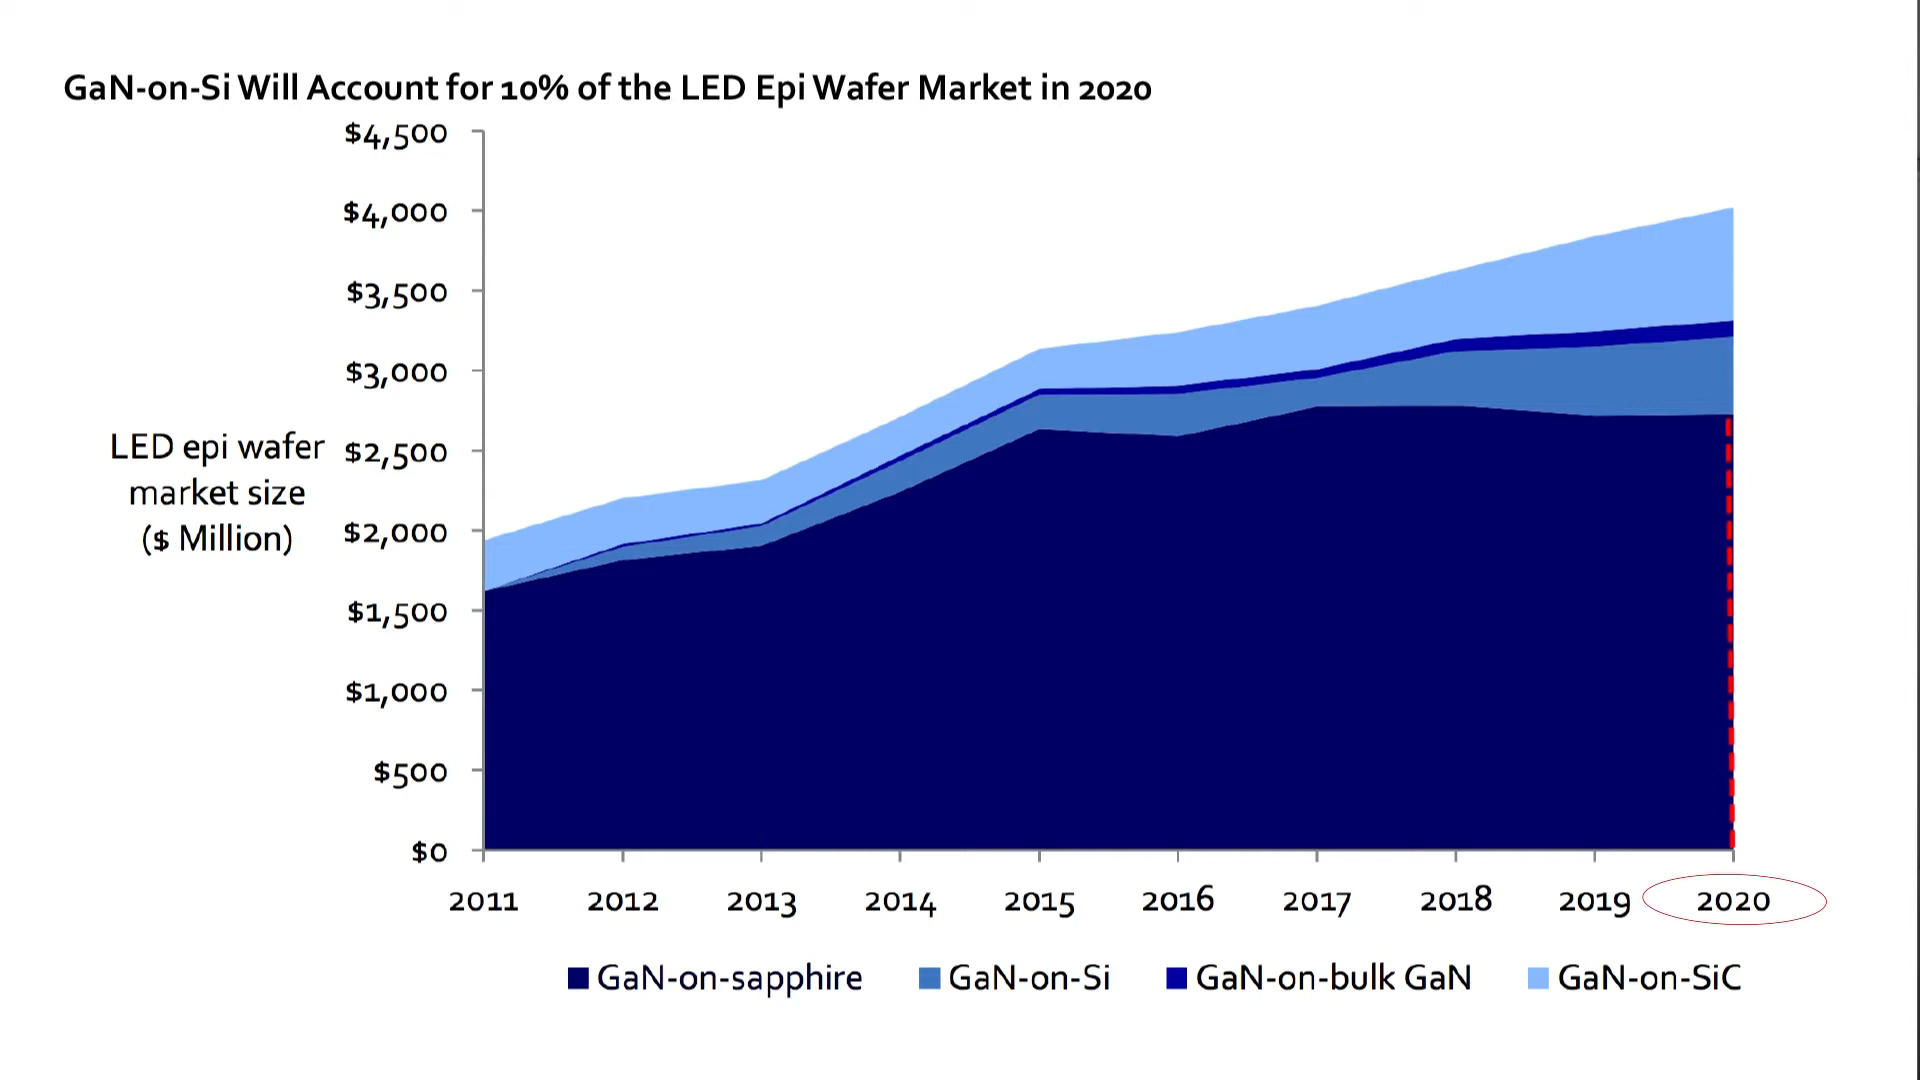 GaN-on-Si Will Account for 10% of the LED Epi Wafer Market in 2020
$4,500
$4,000
$3,500
$3,000
$2,500
$2,000
$1,500
$1,000
$500
$0
LED epi wafer
market size
($ Million)
2011 2012 2013 2014 2015 2016 2017 2018 2019 2020
GaN-on-sapphire GaN-on-Si GaN-on-bulk GaN GaN-on-SiC